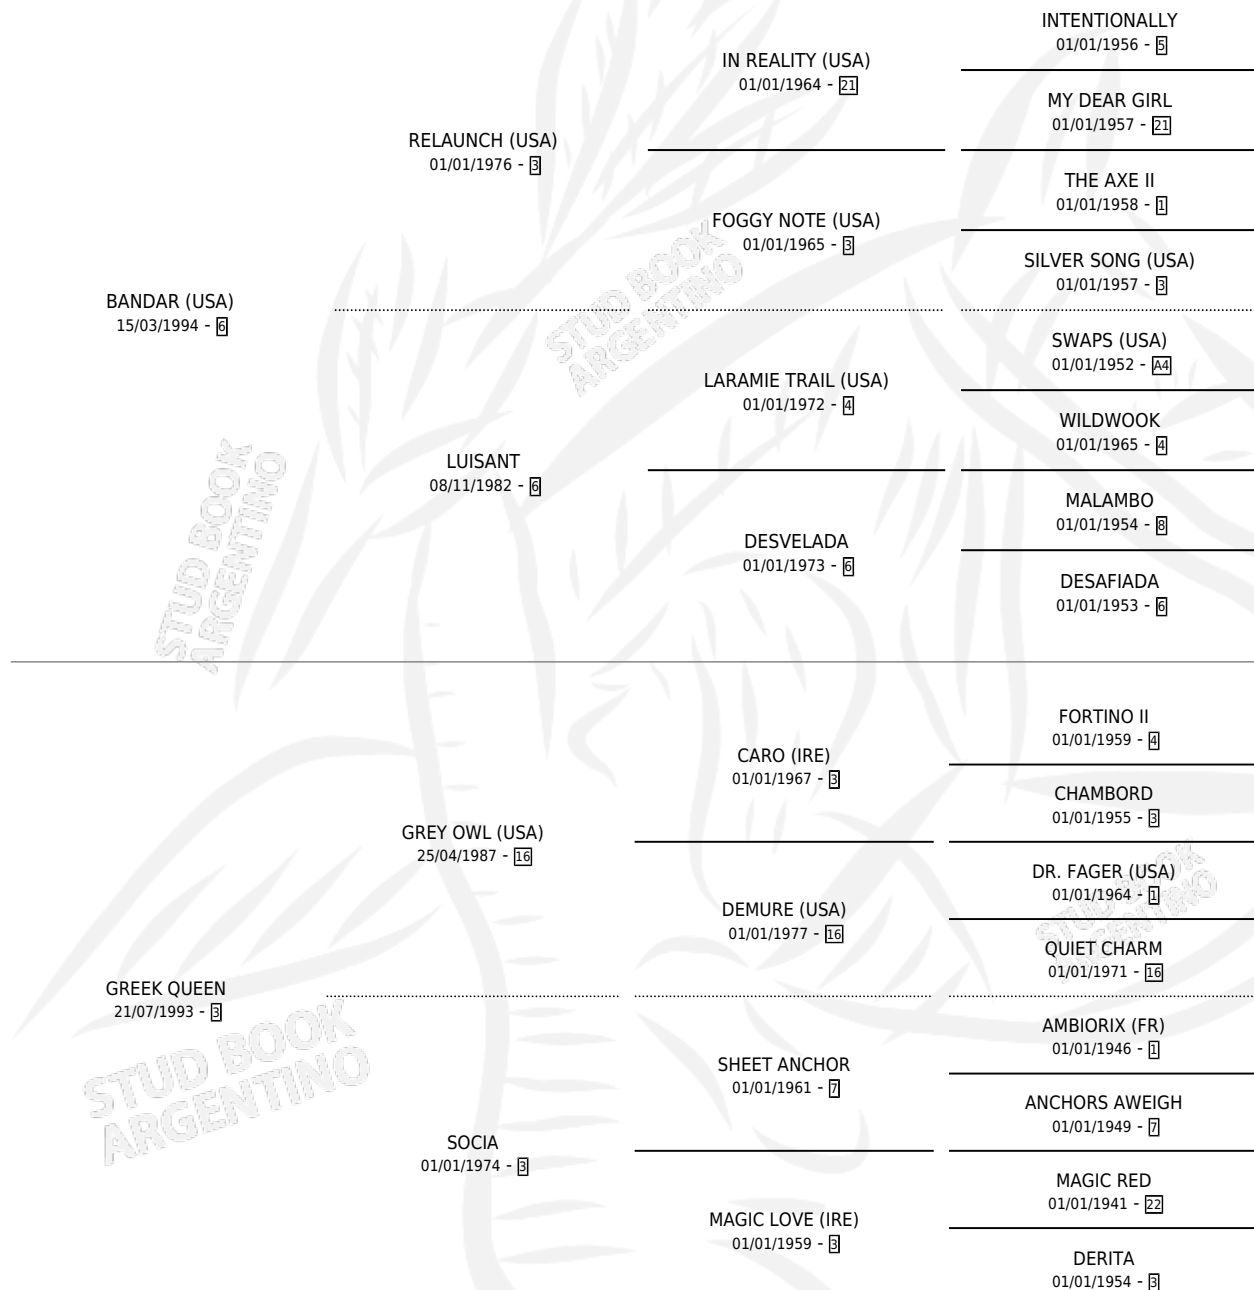 INTENTIONALLY
01/01/1956 - 5
IN REALITY (USA)
01/01/1964 - 21
MY DEAR GIRL
01/01/1957 - 21
RELAUNCH (USA)
01/01/1976 - 3
THE AXE II
01/01/1958 - 1
FOGGY NOTE (USA)
01/01/1965 - 3
SILVER SONG (USA)
01/01/1957 - 3
BANDAR (USA)
15/03/1994 - 6
SWAPS (USA)
01/01/1952 - A4
LARAMIE TRAIL (USA)
01/01/1972 - 4
WILDWOOK
01/01/1965 - 4
LUISANT
08/11/1982 - 6
MALAMBO
01/01/1954 - 8
DESVELADA
01/01/1973 - 6
DESAFIADA
01/01/1953 - 6
FORTINO II
01/01/1959 - 4
CARO (IRE)
01/01/1967 - 3
CHAMBORD
01/01/1955 - 3
GREY OWL (USA)
25/04/1987 - 16
DR. FAGER (USA)
01/01/1964 - 1
DEMURE (USA)
01/01/1977 - 16
QUIET CHARM
01/01/1971 - 16
GREEK QUEEN
21/07/1993 - 3
AMBIORIX (FR)
01/01/1946 - 1
SHEET ANCHOR
01/01/1961 - 7
ANCHORS AWEIGH
01/01/1949 - 7
SOCIA
01/01/1974 - 3
MAGIC RED
01/01/1941 - 22
MAGIC LOVE (IRE)
01/01/1959 - 3
DERITA
01/01/1954 - 3
STUD BOOK
ARGENTINO
STUD BOOK
ARGENTINO
STUD BOOK
ARGENTINO
STUD BOOK
ARGENTINO